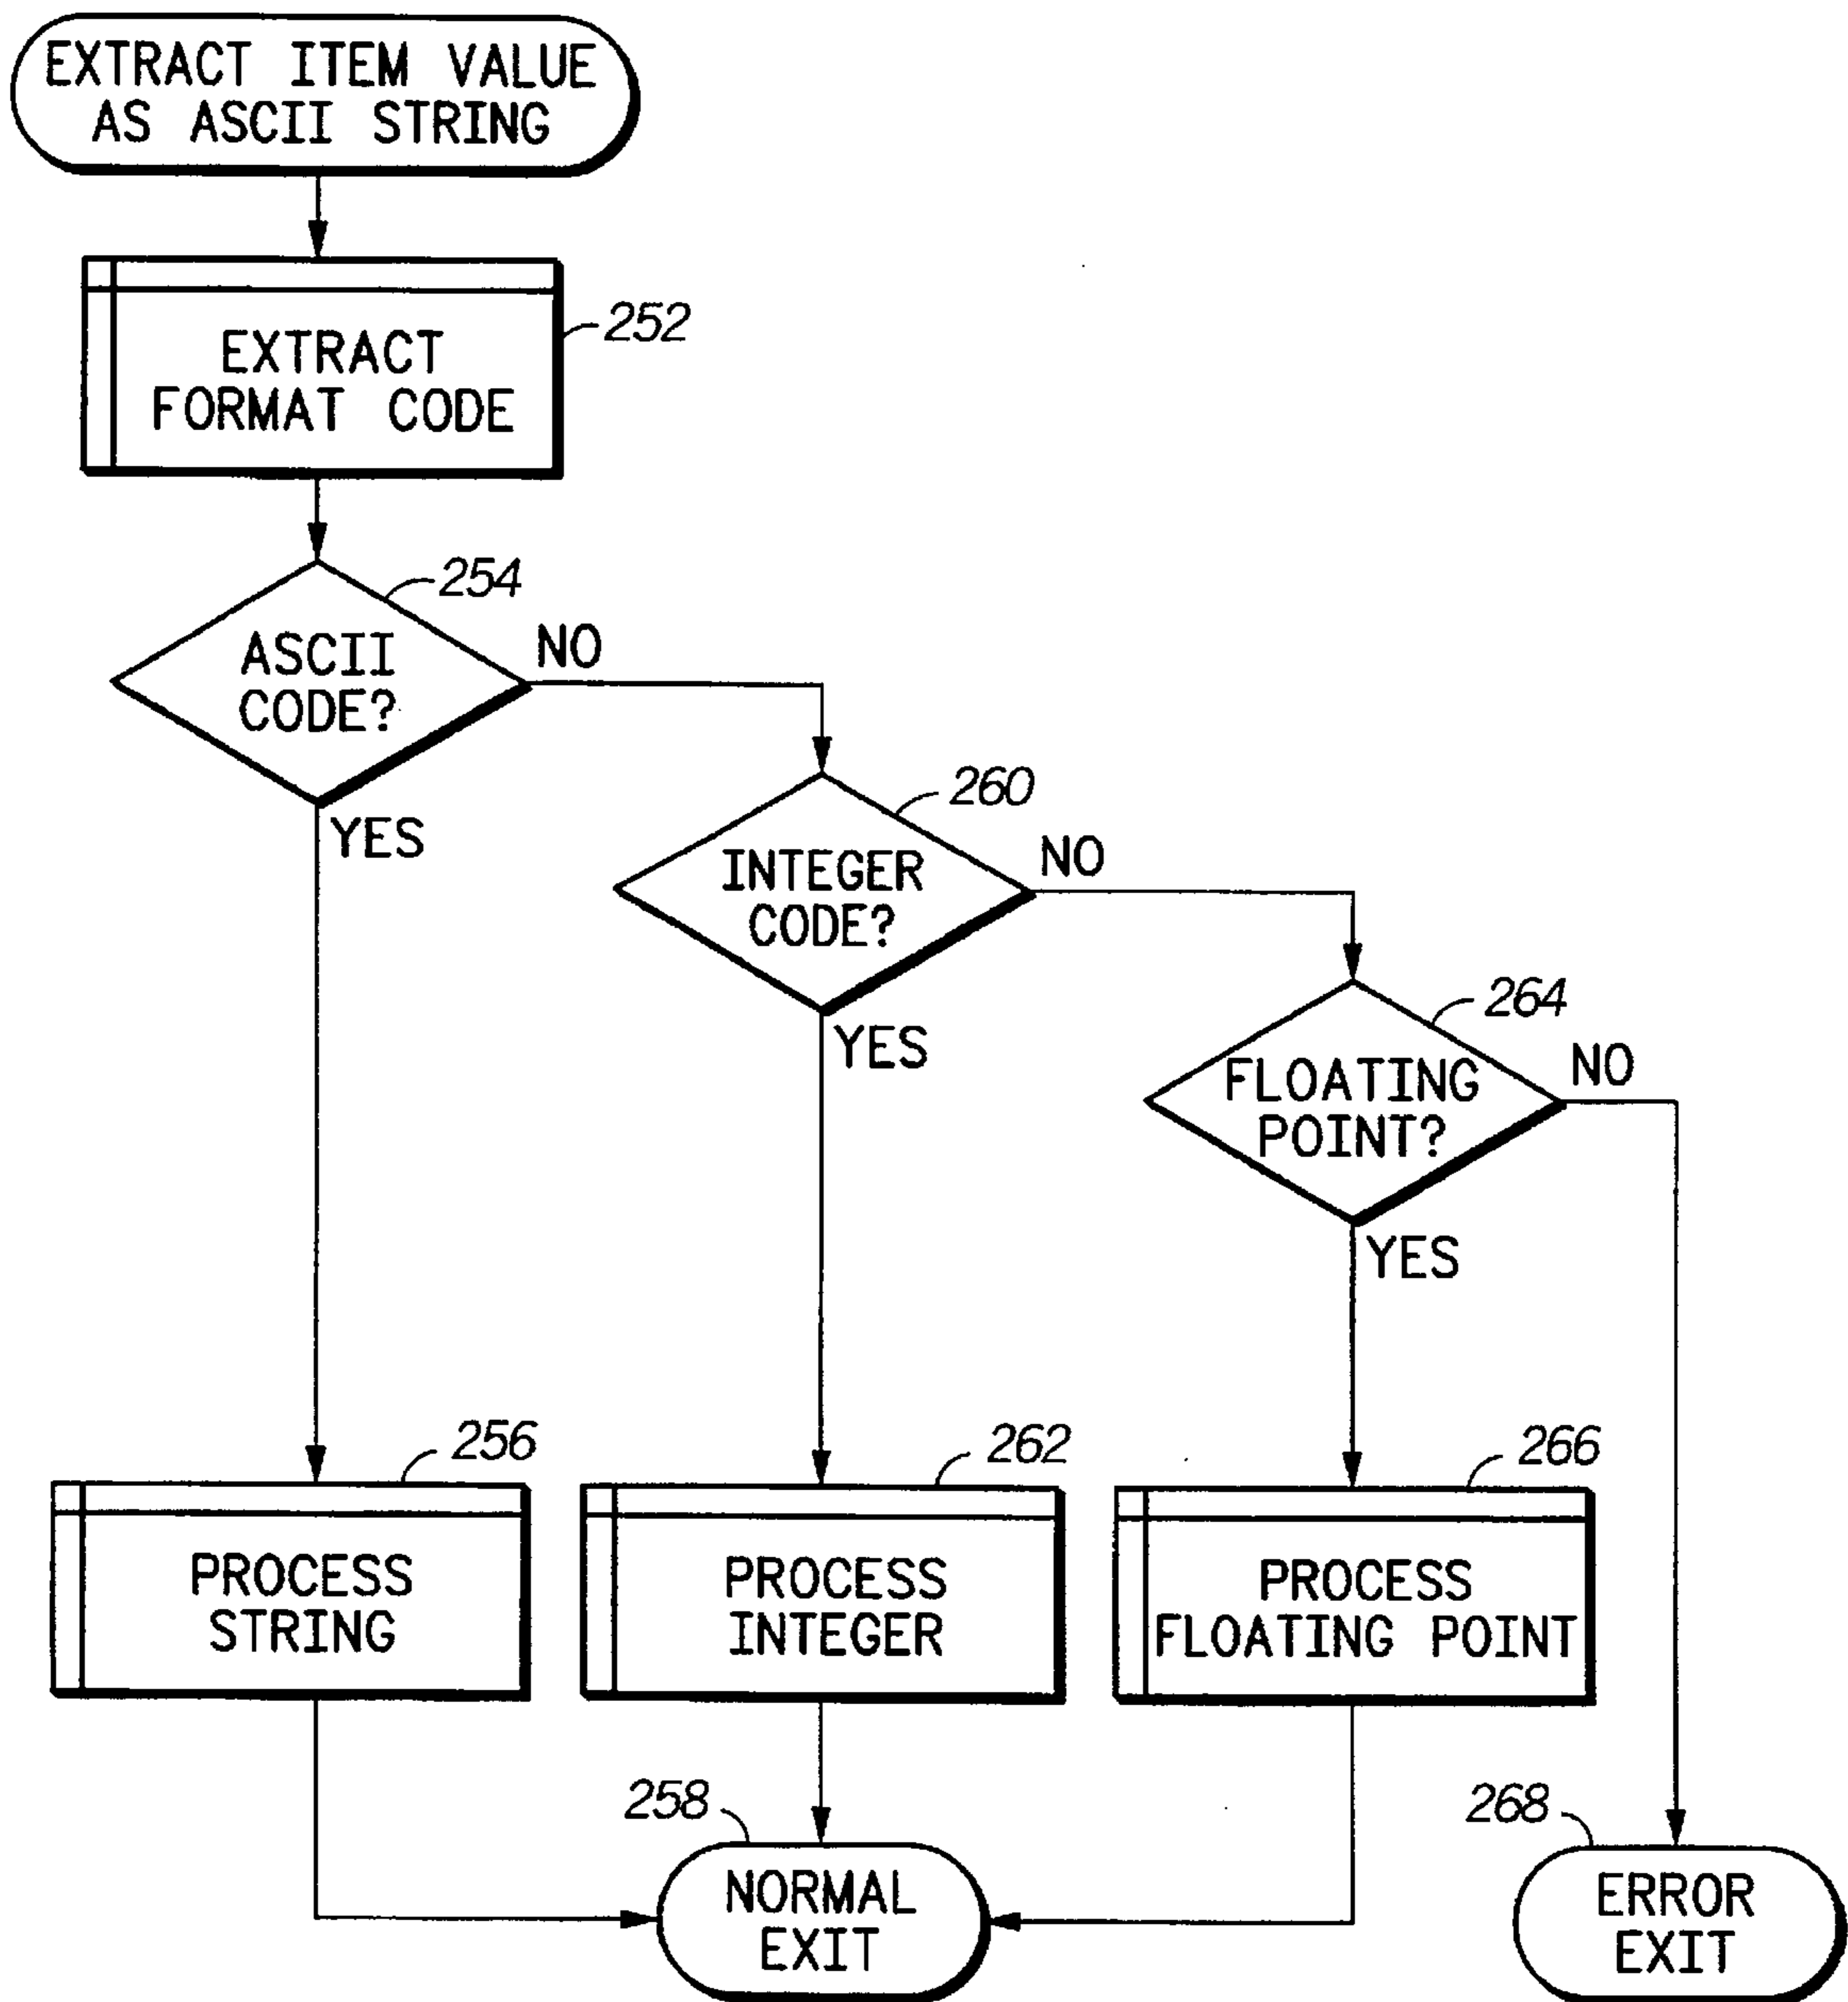 EXTRACT ITEM VALUE
AS ASCII STRING
252
EXTRACT
FORMAT CODE
254
ASCII
CODE?
NO
YES
260
INTEGER
CODE?
NO
YES
264
FLOATING
POINT?
NO
YES
256
PROCESS
STRING
262
PROCESS
INTEGER
266
PROCESS
FLOATING POINT
258
NORMAL
EXIT
268
ERROR
EXIT